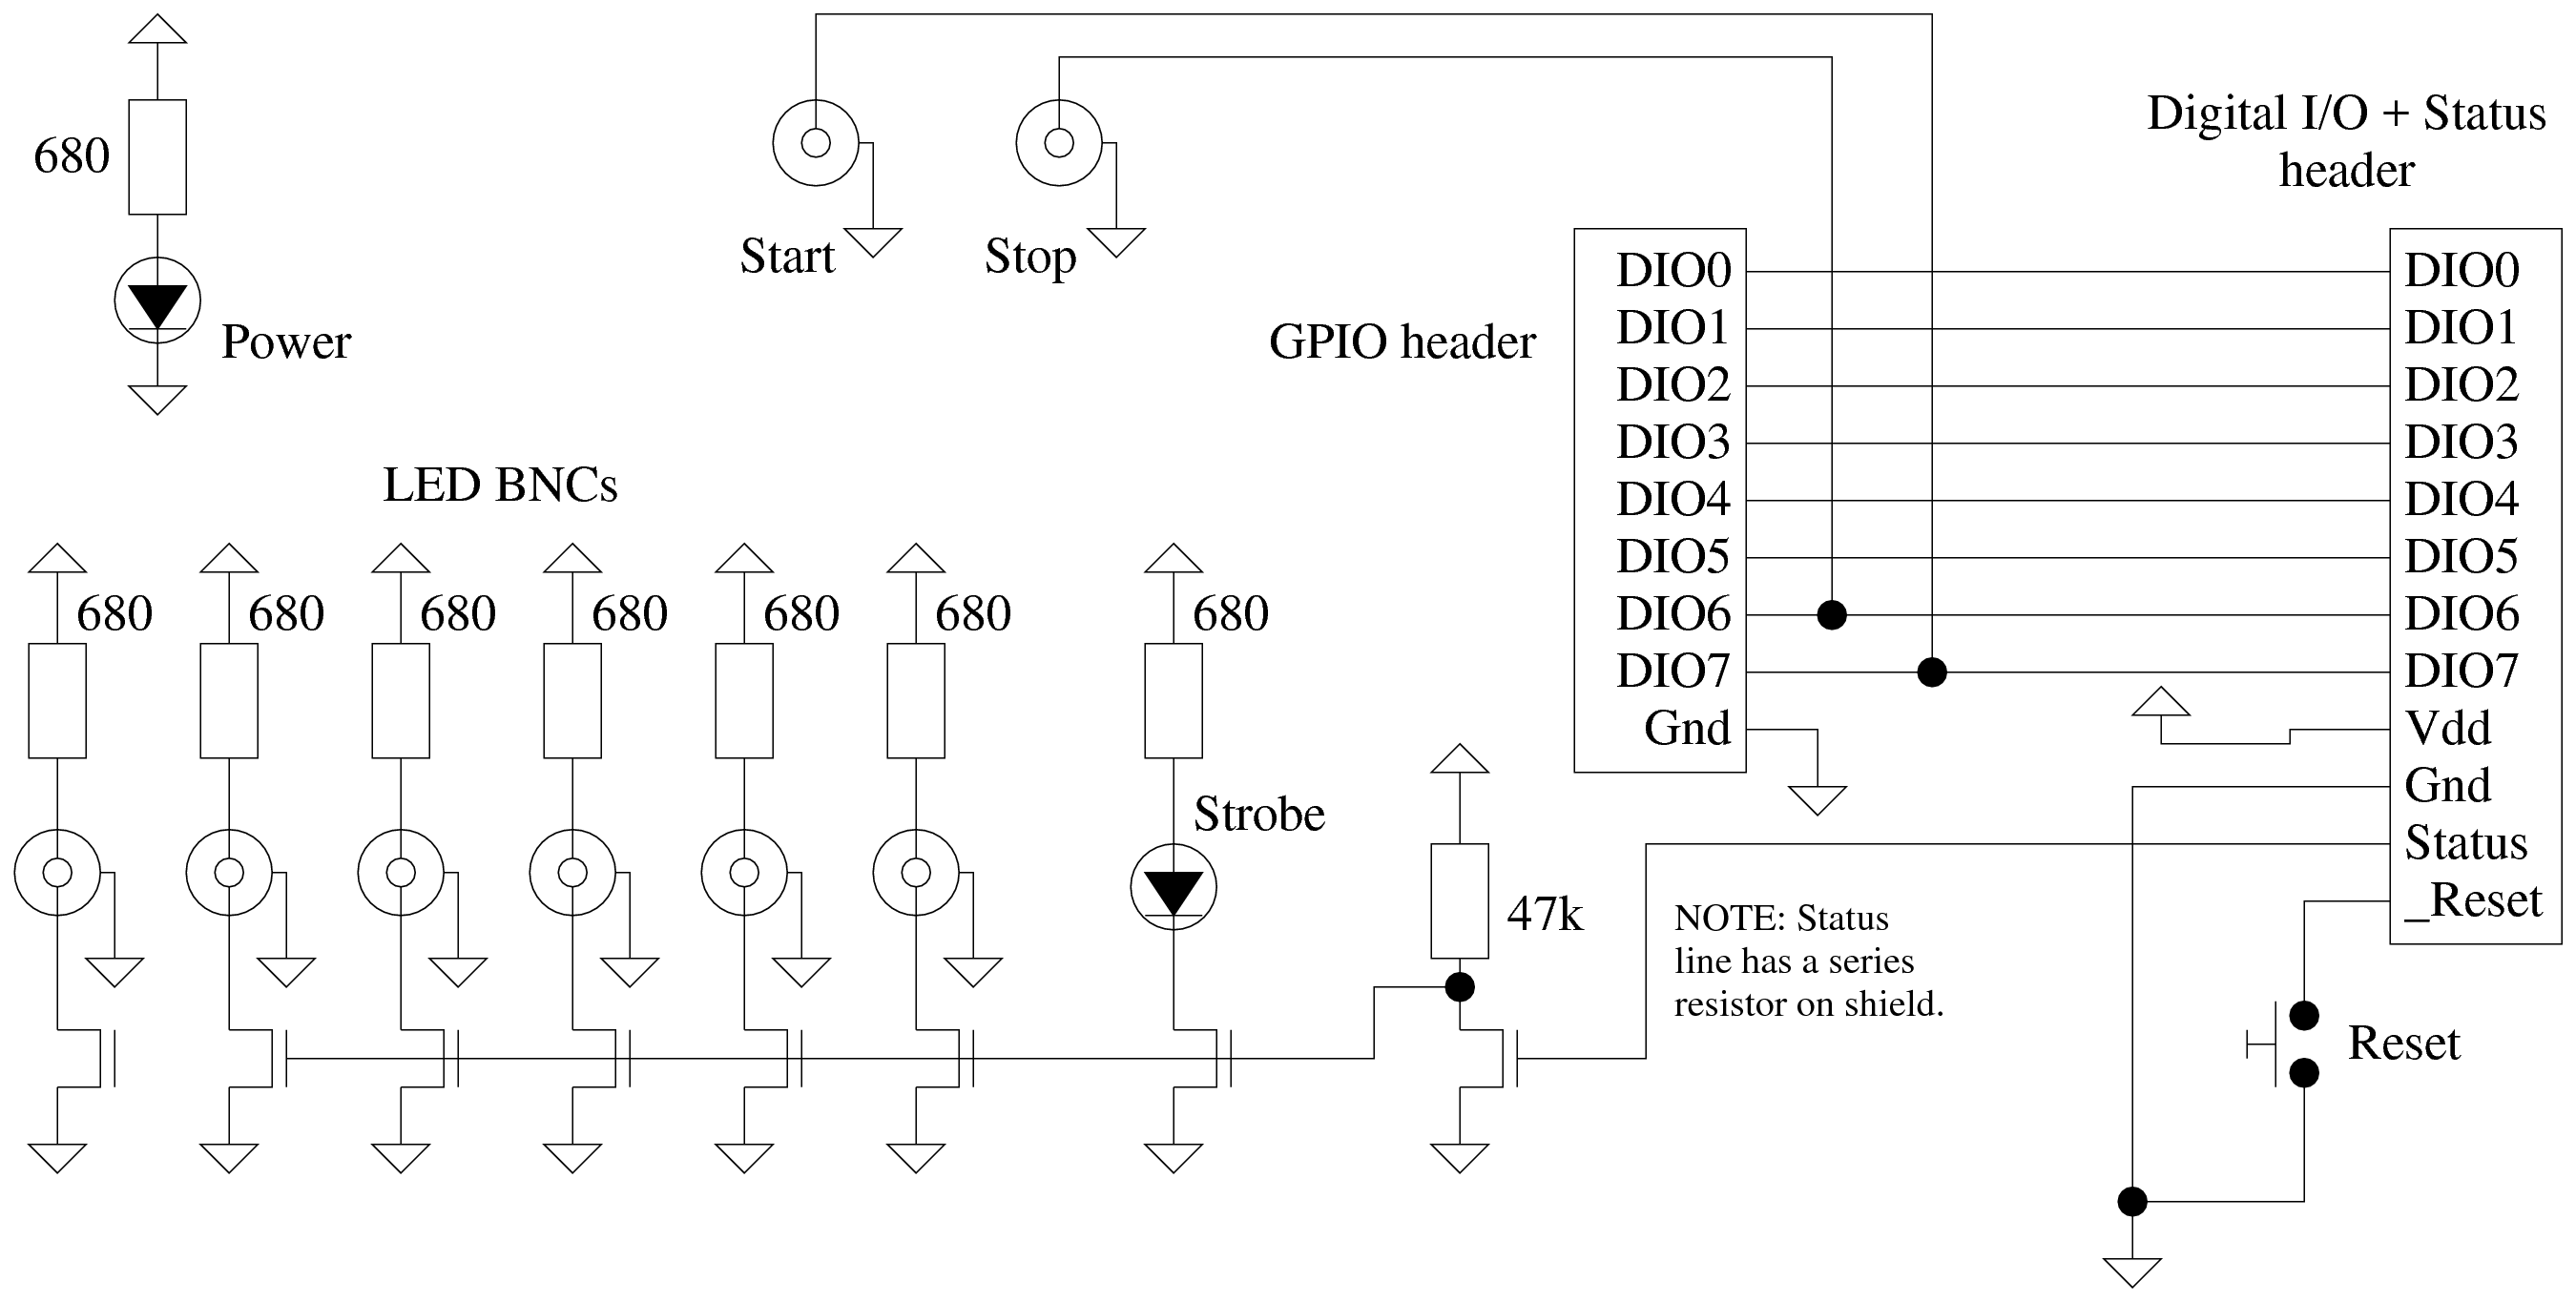 Digital I/O + Status
header
680
Power
Start
Stop
GPIO header
DIO0
DIO1
DIO2
DIO3
DIO4
DIO5
DIO6
DIO7
Gnd
DIO0
DIO1
DIO2
DIO3
DIO4
DIO5
DIO6
DIO7
Vdd
Gnd
Status
_Reset
LED BNCs
680
680
680
680
680
680
680
Strobe
47k
NOTE: Status
line has a series
resistor on shield.
Reset